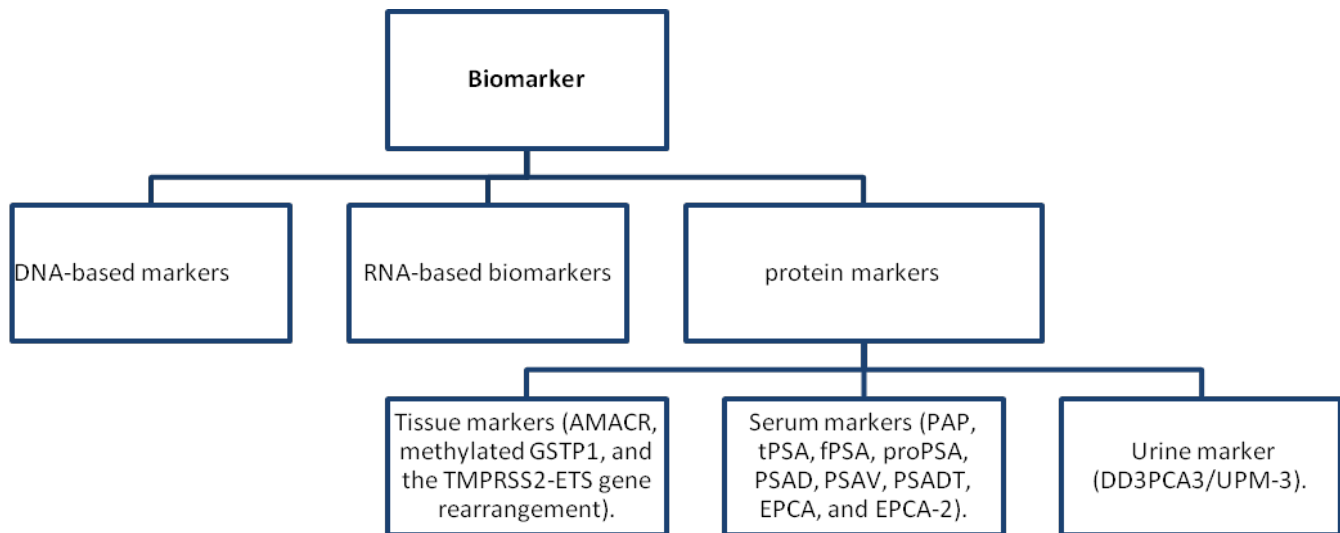 Biomarker
DNA-based markers
RNA-based biomarkers
protein markers
Tissue markers (AMACR,
methylated GSTP1, and
the TMPRSS2-ETS gene
rearrangement).
Serum markers (PAP,
tPSA, fPSA, proPSA,
PSAD, PSAV, PSADT,
EPCA, and EPCA-2).
Urine marker
(DD3PCA3/UPM-3).